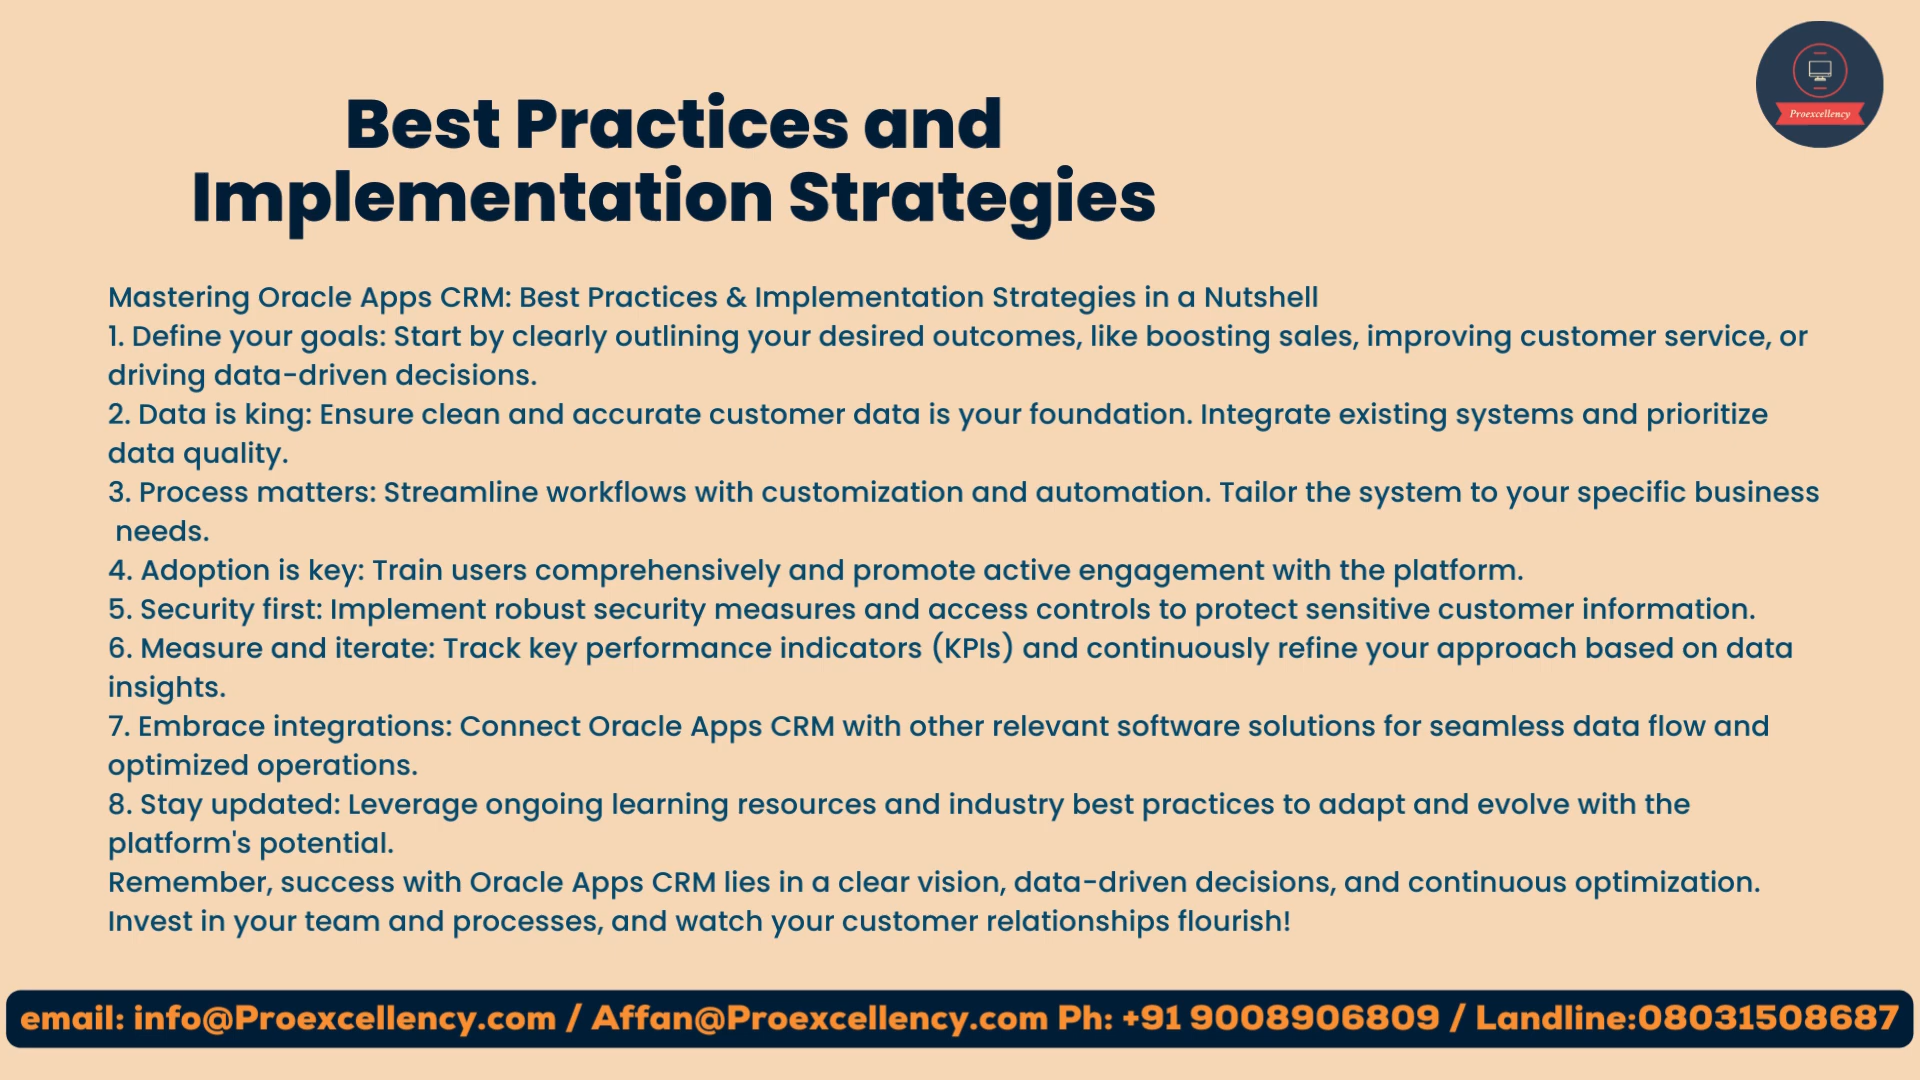 Proexcellency
Best Practices and
Implementation Strategies
Mastering Oracle Apps CRM: Best Practices & Implementation Strategies in a Nutshell
1. Define your goals: Start by clearly outlining your desired outcomes, like boosting sales, improving customer service, or
driving data-driven decisions.
2. Data is king: Ensure clean and accurate customer data is your foundation. Integrate existing systems and prioritize
data quality.
3. Process matters: Streamline workflows with customization and automation. Tailor the system to your specific business
needs.
4. Adoption is key: Train users comprehensively and promote active engagement with the platform.
5. Security first: Implement robust security measures and access controls to protect sensitive customer information.
6. Measure and iterate: Track key performance indicators (KPIs) and continuously refine your approach based on data
insights.
7. Embrace integrations: Connect Oracle Apps CRM with other relevant software solutions for seamless data flow and
optimized operations.
8. Stay updated: Leverage ongoing learning resources and industry best practices to adapt and evolve with the
platform's potential.
Remember, success with Oracle Apps CRM lies in a clear vision, data-driven decisions, and continuous optimization.
Invest in your team and processes, and watch your customer relationships flourish!
email: info@Proexcellency.com / Affan@Proexcellency.com Ph: +91 9008906809 / Landline:08031508687